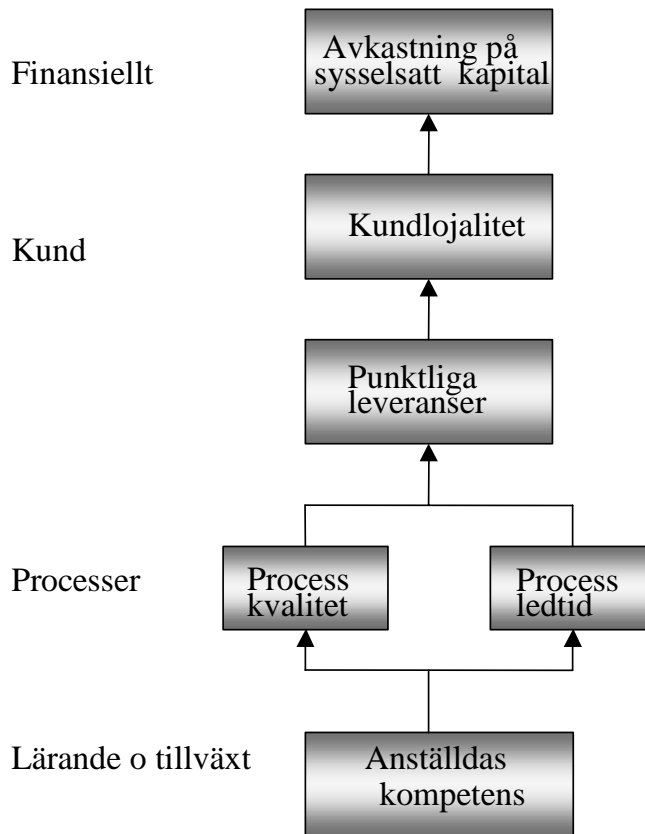 Finansiellt
Avkastning på
sysselsatt kapital
Kund
Kundlojalitet
Punktliga
leveranser
Processer
Process
kvalitet
Process
ledtid
Lärande o tillväxt
Anställdas
kompetens